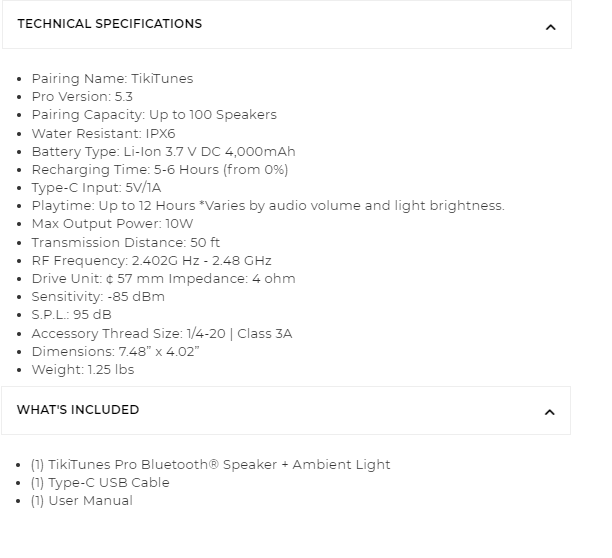 TECHNICAL SPECIFICATIONS
Pairing Name: TikiTunes
Pro Version: 5.3
Pairing Capacity: Up to 100 Speakers
Water Resistant: IPX6
Battery Type: Li-Ion 3.7 V DC 4,000mAh
Recharging Time: 5-6 Hours (from 0%)
Type-C Input: 5V/1A
Playtime: Up to 12 Hours *Varies by audio volume and light brightness.
Max Output Power: 10W
Transmission Distance: 50 ft
RF Frequency: 2.402G Hz - 2.48 GHz
Drive Unit: ¢ 57 mm Impedance: 4 ohm
Sensitivity: -85 dBm
S.P.L.: 95 dB
Accessory Thread Size: 1/4-20 | Class 3A
Dimensions: 7.48” x 4.02”
Weight: 1.25 lbs
WHAT'S INCLUDED
(1) TikiTunes Pro Bluetooth® Speaker + Ambient Light
(1) Type-C USB Cable
(1) User Manual